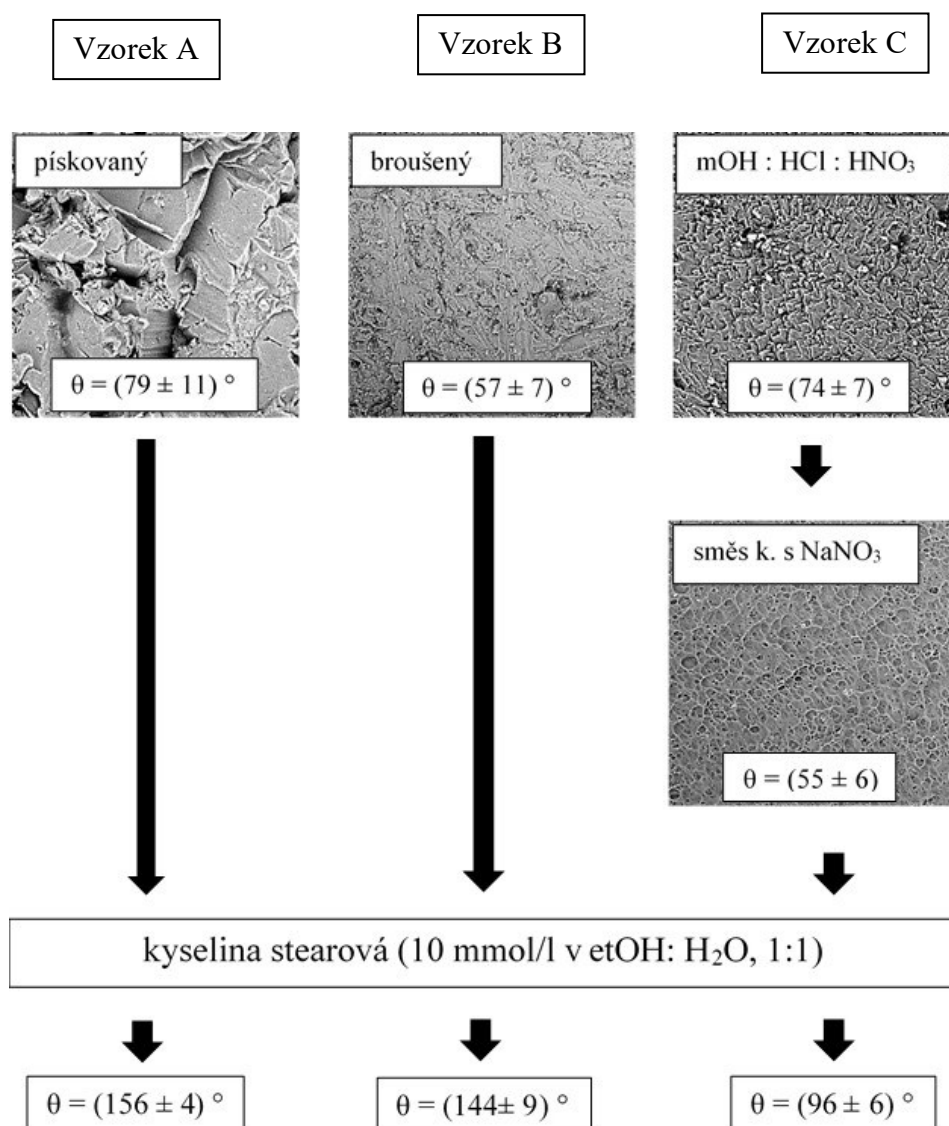 Vzorek A
Vzorek B
Vzorek C
pískovaný
broušený
mOH : HCl : HNO₃
θ = (79 ± 11) °
θ = (57 ± 7) °
θ = (74 ± 7) °
směs k. s NaNO₃
θ = (55 ± 6)
kyselina stearová (10 mmol/l v etOH: H₂O, 1:1)
θ = (156 ± 4) °
θ = (144± 9) °
θ = (96 ± 6) °